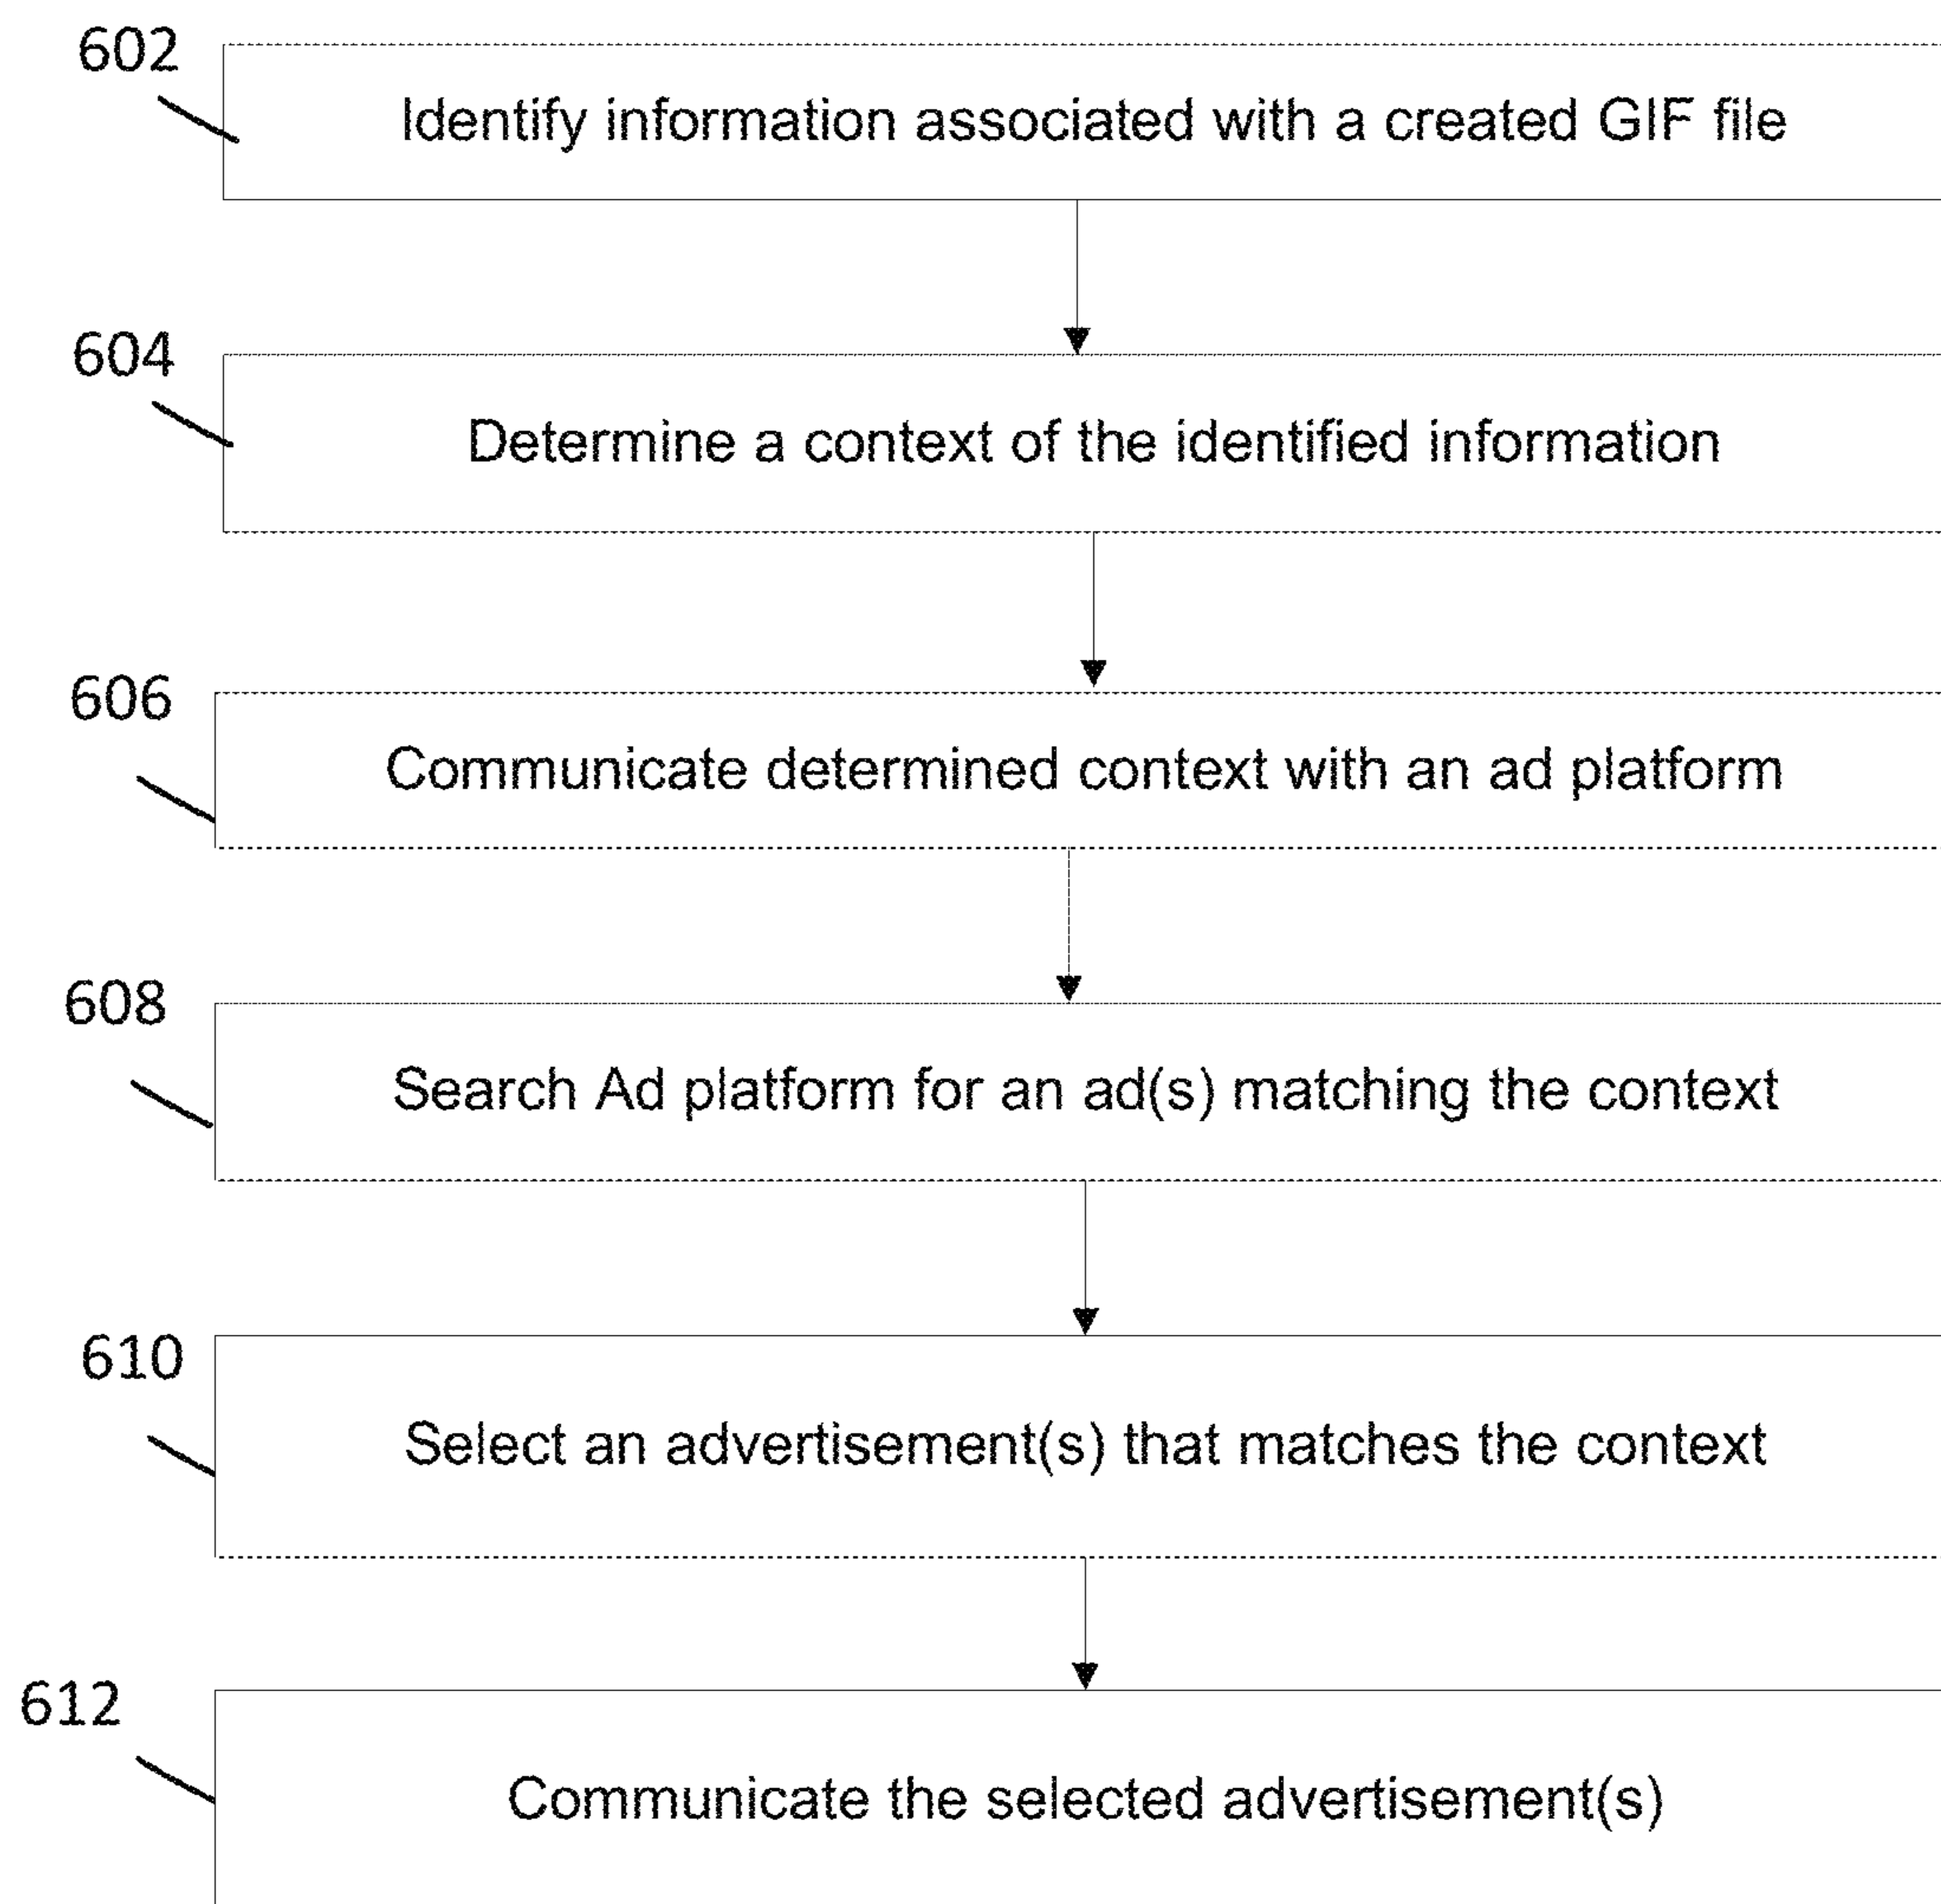 602
Identify information associated with a created GIF file
604
Determine a context of the identified information
606
Communicate determined context with an ad platform
608
Search Ad platform for an ad(s) matching the context
610
Select an advertisement(s) that matches the context
612
Communicate the selected advertisement(s)